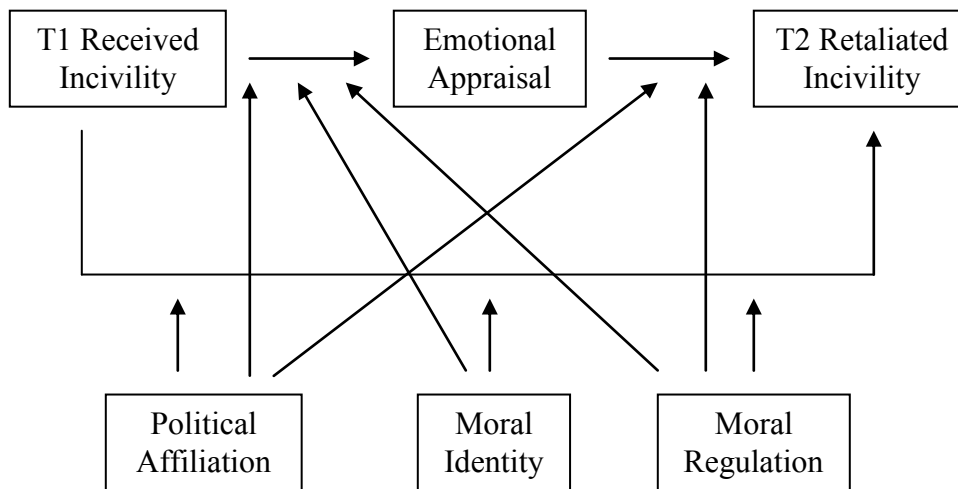 T1 Received
Incivility
Emotional
Appraisal
T2 Retaliated
Incivility
Political
Affiliation
Moral
Identity
Moral
Regulation